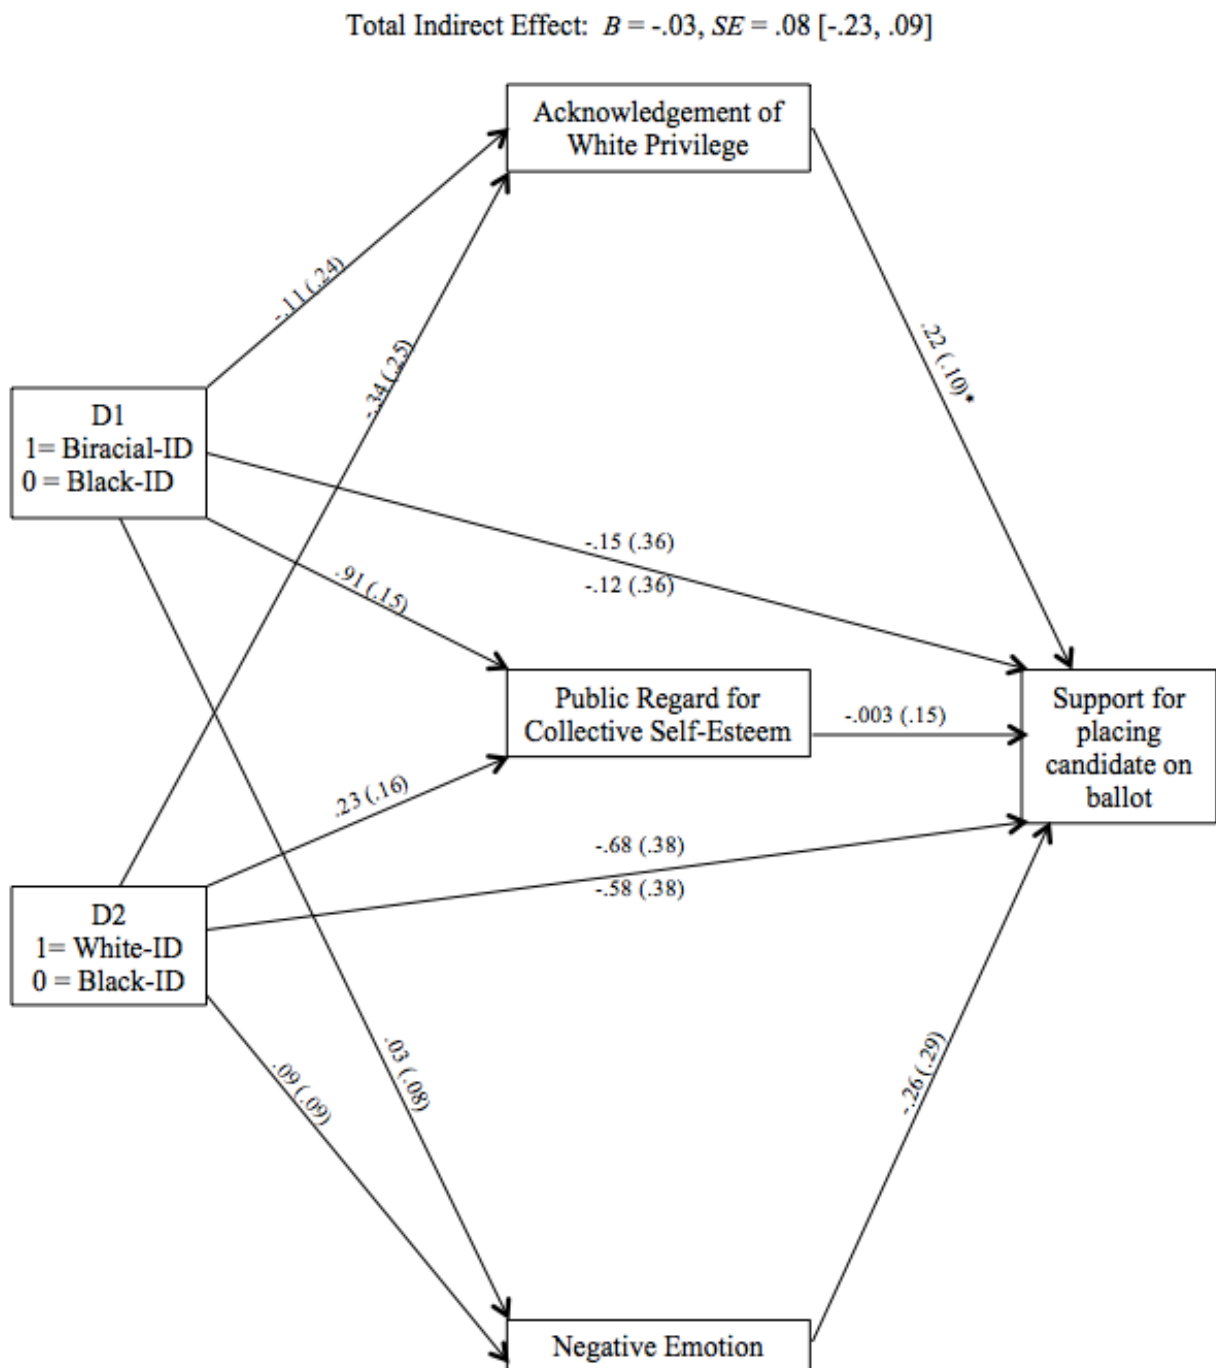 Total Indirect Effect:  B = -.03, SE = .08 [-.23, .09]
Acknowledgement of
White Privilege
-.11 (.24)
-.34 (.25)
.22 (.10)*
D1
1= Biracial-ID
0 = Black-ID
-.15 (.36)
-.12 (.36)
.91 (.15)
Public Regard for
Collective Self-Esteem
-.003 (.15)
Support for
placing
candidate on
ballot
.23 (.16)
-.68 (.38)
-.58 (.38)
D2
1= White-ID
0 = Black-ID
.03 (.08)
.09 (.09)
-.26 (.29)
Negative Emotion